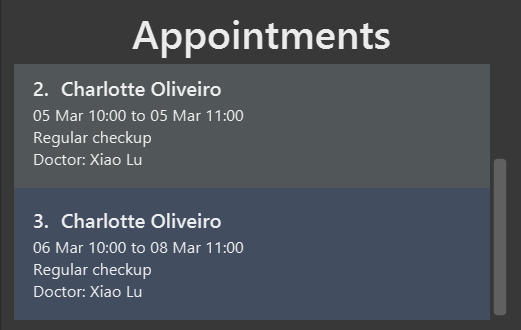 Appointments
2. Charlotte Oliveiro
05 Mar 10:00 to 05 Mar 11:00
Regular checkup
Doctor: Xiao Lu
3. Charlotte Oliveiro
06 Mar 10:00 to 08 Mar 11:00
Regular checkup
Doctor: Xiao Lu